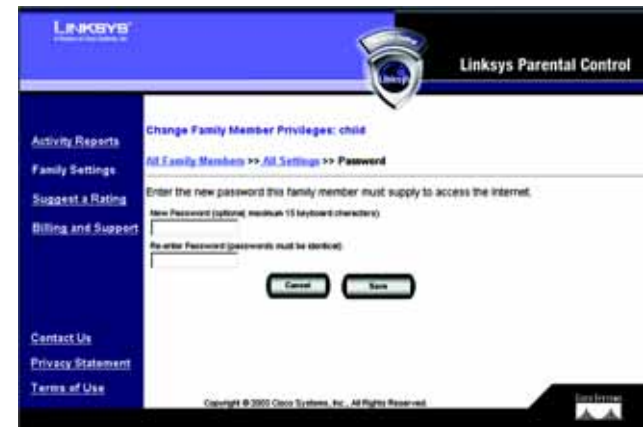 LINKSYS
Linksys
Linksys Parental Control
Activity Reports
Family Settings
Suggest a Rating
Billing and Support
Contact Us
Privacy Statement
Terms of Use
Change Family Member Privileges: child
All Family Members >> All Settings >> Password
Enter the new password this family member must supply to access the Internet.
New Password (optional, maximum 15 keyboard characters)
Re-enter Password (passwords must be identical)
Cancel
Save
Copyright © 2003 Cisco Systems, Inc., All Rights Reserved.
Cisco Systems